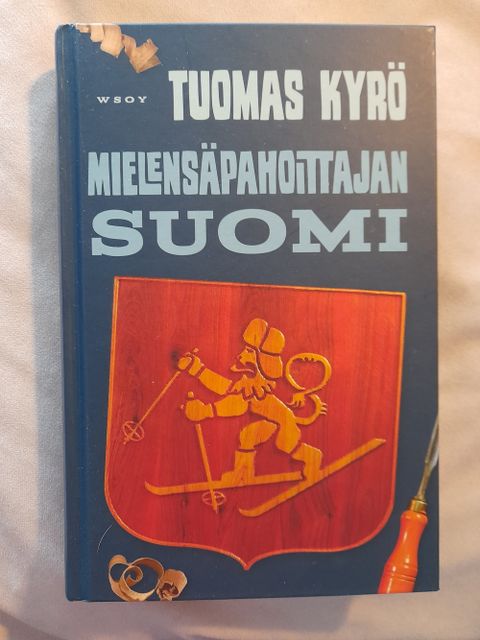 WSOY
TUOMAS KYRÖ
MIELENSÄPAHOITTAJAN
SUOMI